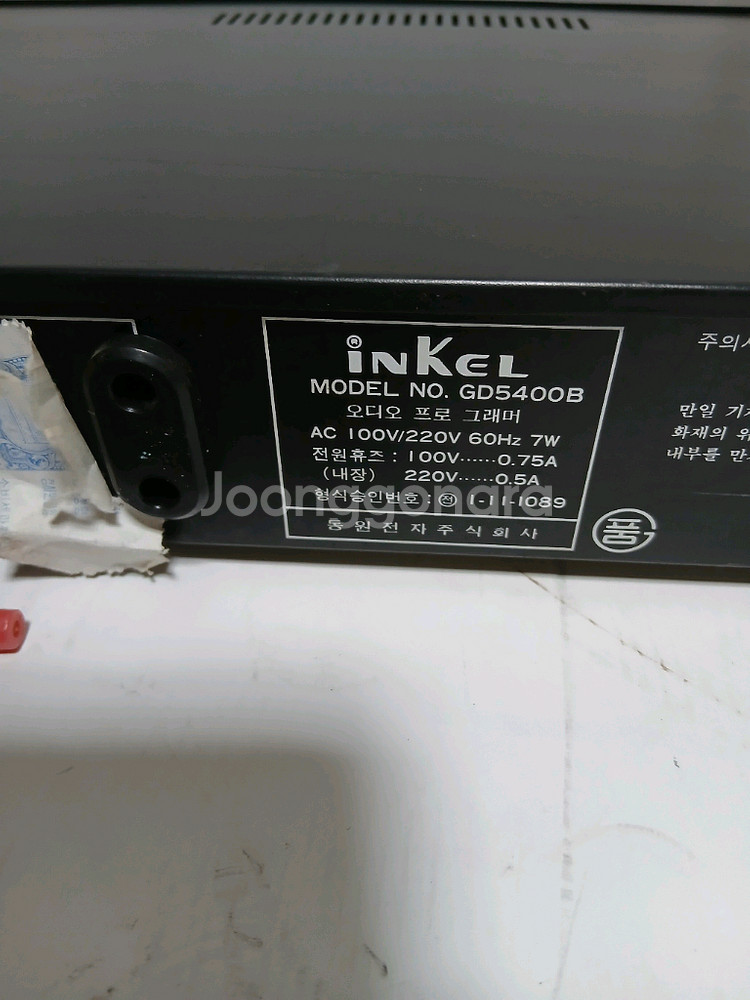 ® iNKEL
MODEL NO. GD5400B
오디오 프로 그래머
AC 100V/220V 60Hz 7W
전원휴즈 : 100V......0.75A
(내장) 220V......0.5A
형식승인번호 : 전 1-11-1089
동원전자주식회사
품
주의사
만일 기기
화재의 위
내부를 만
Joonggonara